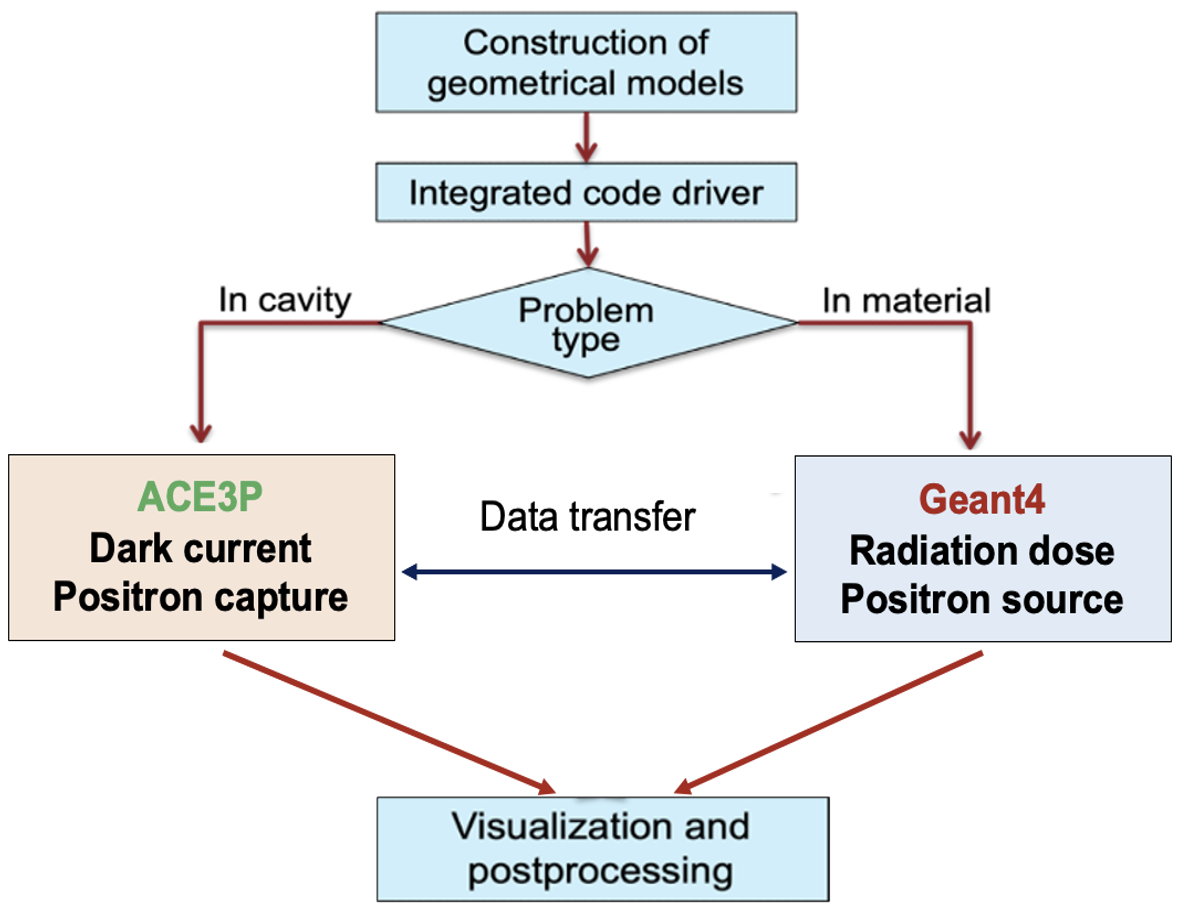 Construction of
geometrical models
Integrated code driver
In cavity
Problem
type
In material
ACE3P
Dark current
Positron capture
Data transfer
Geant4
Radiation dose
Positron source
Visualization and
postprocessing